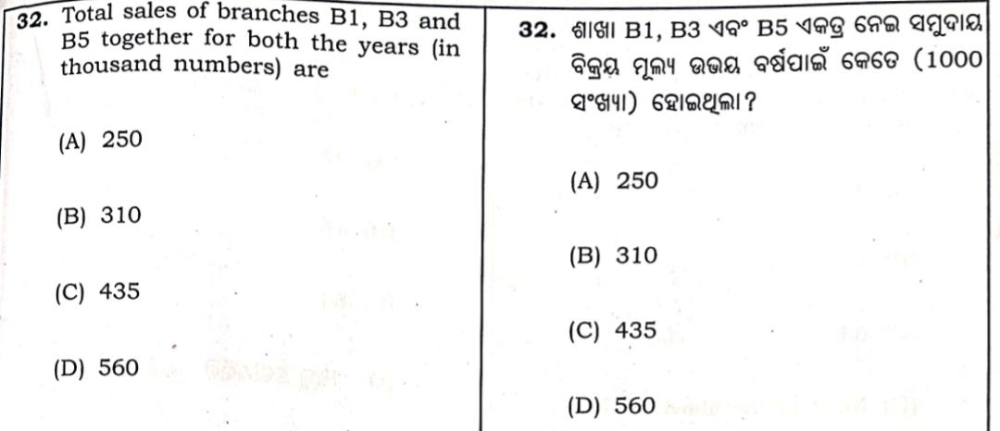 32. Total sales of branches B1, B3 and
B5 together for both the years (in
thousand numbers) are
(A) 250
(B) 310
(C) 435
(D) 560
32. ଶାଖା B1, B3 ଏବଂ B5 ଏକତ୍ର ନେଇ ସମୁଦାୟ
ବିକ୍ରୟ ମୂଲ୍ୟ ଉଭୟ ବର୍ଷପାଇଁ କେତେ (1000
ସଂଖ୍ୟା) ହୋଇଥିଲା?
(A) 250
(B) 310
(C) 435
(D) 560